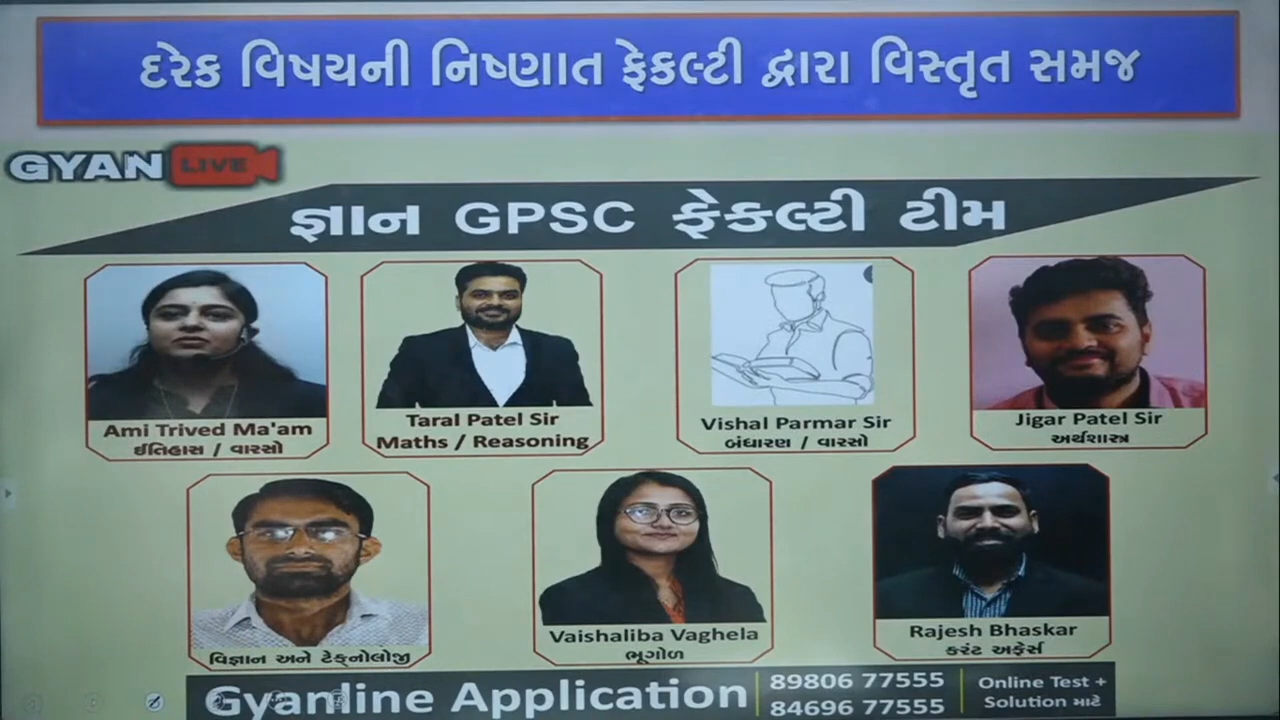 દરેક વિષયની નિષ્ણાત ફેકલ્ટી દ્વારા વિસ્તૃત સમજ
GYAN LIVE
જ્ઞાન GPSC ફેકલ્ટી ટીમ
Ami Trived Ma'am
ઈતિહાસ / વારસો
Taral Patel Sir
Maths / Reasoning
Vishal Parmar Sir
બંધારણ / વારસો
Jigar Patel Sir
અર્થશાસ્ત્ર
વિજ્ઞાન અને ટેક્નોલોજી
Vaishaliba Vaghela
ભૂગોળ
Rajesh Bhaskar
કરંટ અફેર્સ
Gyanline Application
89806 77555
84696 77555
Online Test +
Solution માટે